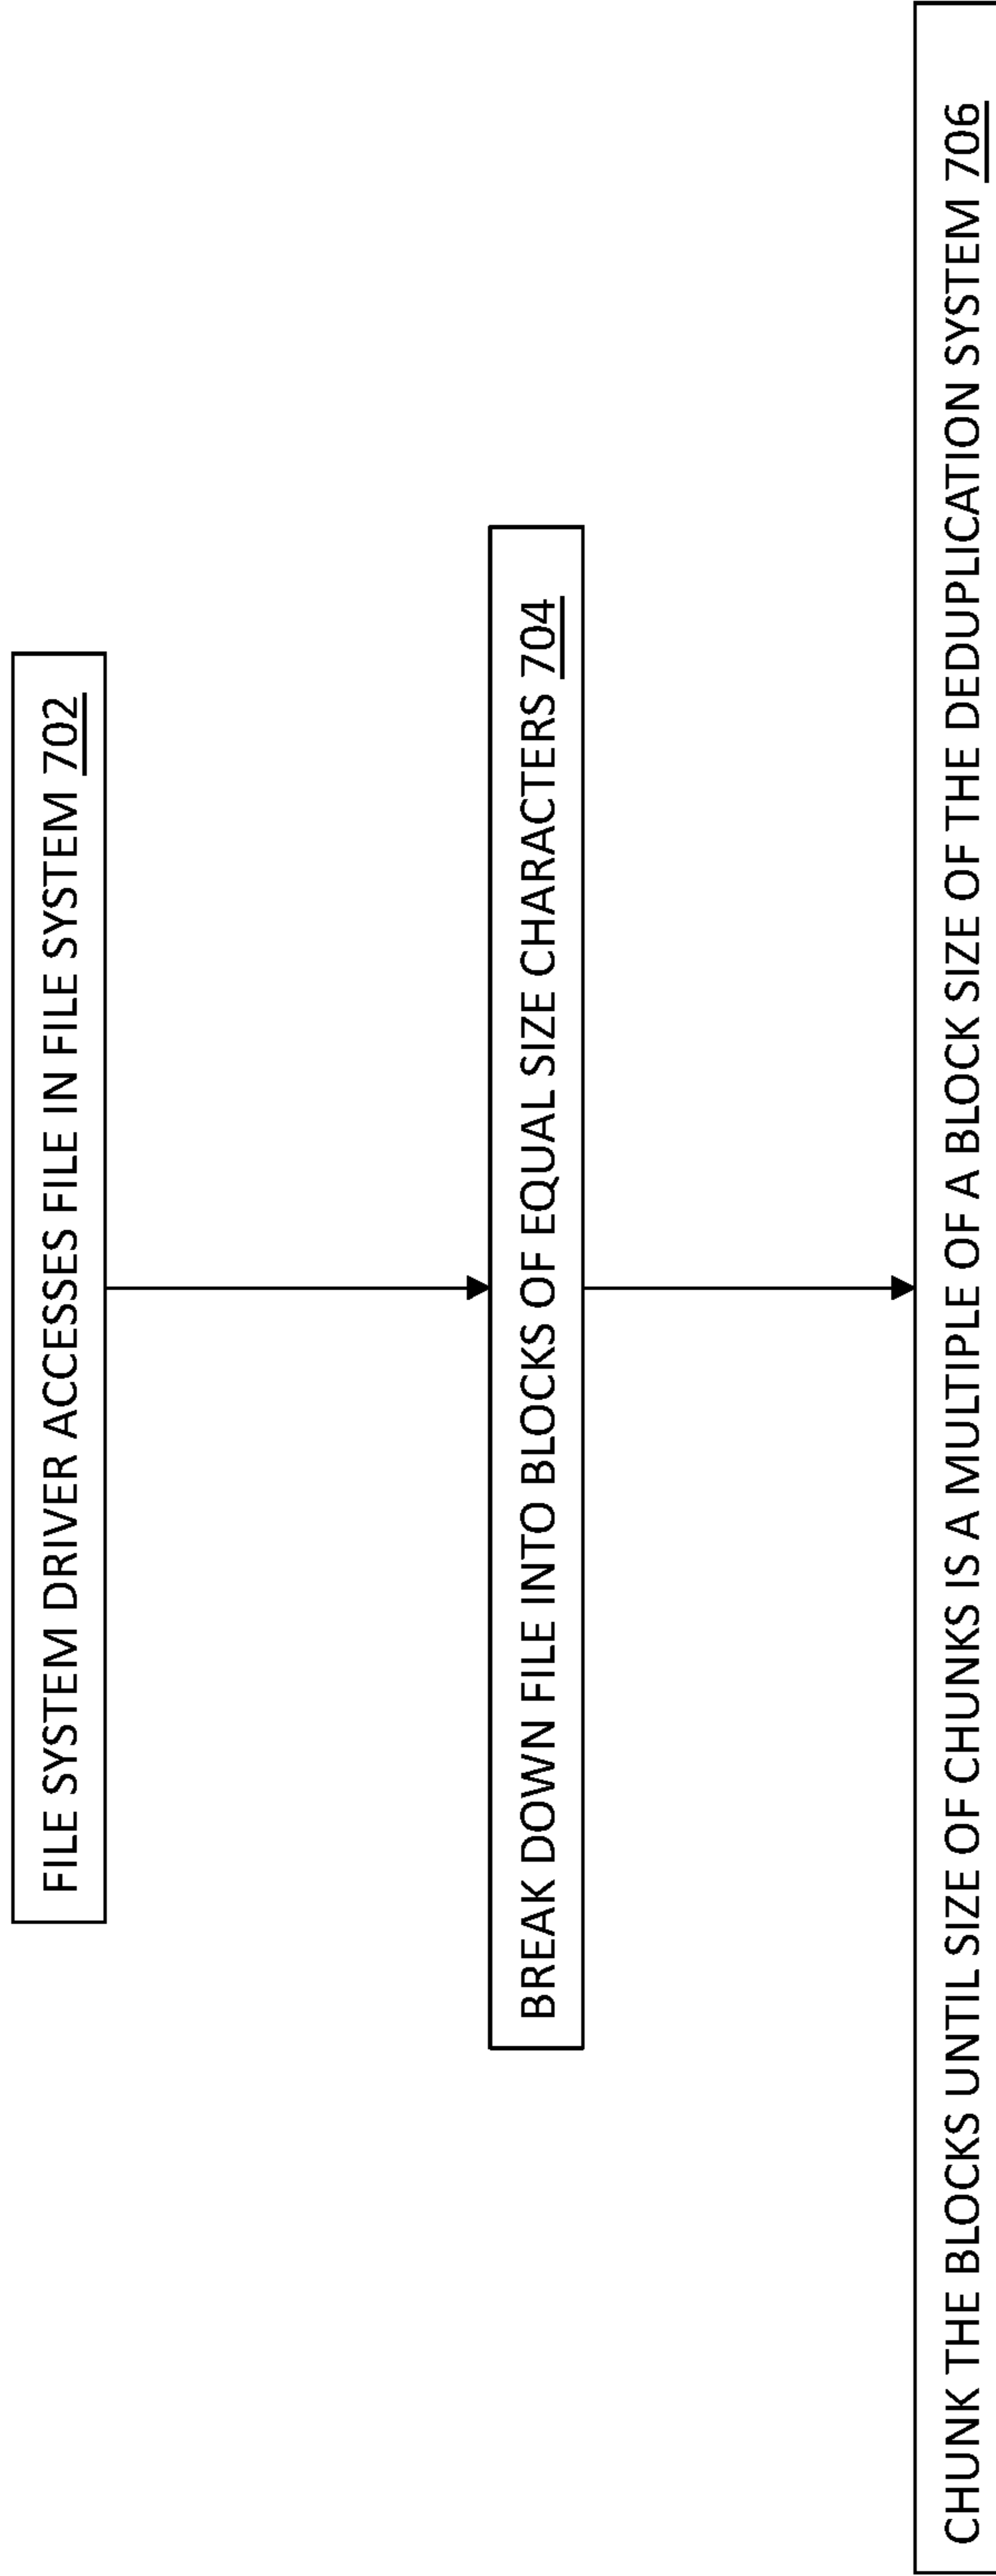 FILE SYSTEM DRIVER ACCESSES FILE IN FILE SYSTEM 702
BREAK DOWN FILE INTO BLOCKS OF EQUAL SIZE CHARACTERS 704
CHUNK THE BLOCKS UNTIL SIZE OF CHUNKS IS A MULTIPLE OF A BLOCK SIZE OF THE DEDUPLICATION SYSTEM 706